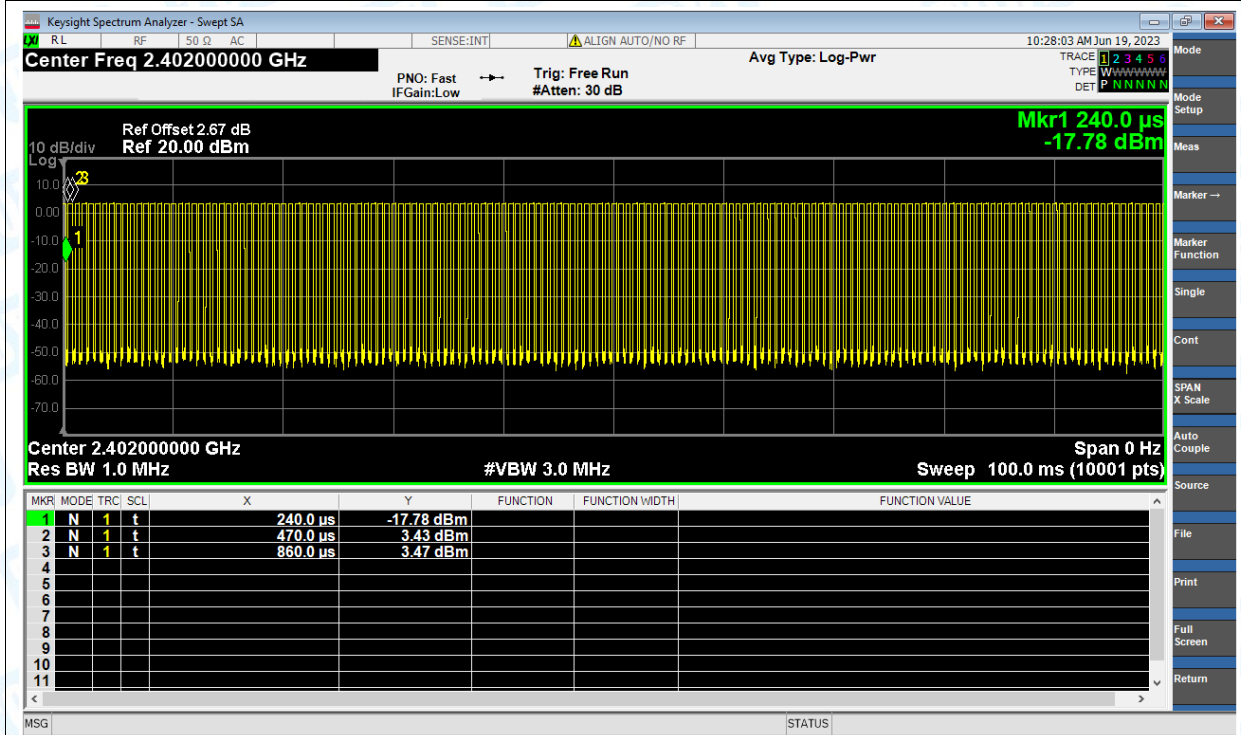 Keysight Spectrum Analyzer - Swept SA
LXI RL RF 50 Ω AC SENSE:INT ALIGN AUTO/NO RF 10:28:03 AM Jun 19, 2023
Center Freq 2.402000000 GHz
PNO: Fast
IFGain:Low
Trig: Free Run
#Atten: 30 dB
Avg Type: Log-Pwr
TRACE 1 2 3 4 5 6
TYPE WWWWWW
DET P N N N N N
Ref Offset 2.67 dB
10 dB/div Ref 20.00 dBm
Log
Mkr1 240.0 µs
-17.78 dBm
10.0
0.00
-10.0
-20.0
-30.0
-40.0
-50.0
-60.0
-70.0
2 3
1
Center 2.402000000 GHz Span 0 Hz
Res BW 1.0 MHz #VBW 3.0 MHz Sweep 100.0 ms (10001 pts)
MKR MODE TRC SCL X Y FUNCTION FUNCTION WIDTH FUNCTION VALUE
1 N 1 t 240.0 µs -17.78 dBm
2 N 1 t 470.0 µs 3.43 dBm
3 N 1 t 860.0 µs 3.47 dBm
4
5
6
7
8
9
10
11
MSG STATUS
Mode
Mode
Setup
Meas
Marker →
Marker
Function
Single
Cont
SPAN
X Scale
Auto
Couple
Source
File
Print
Full
Screen
Return